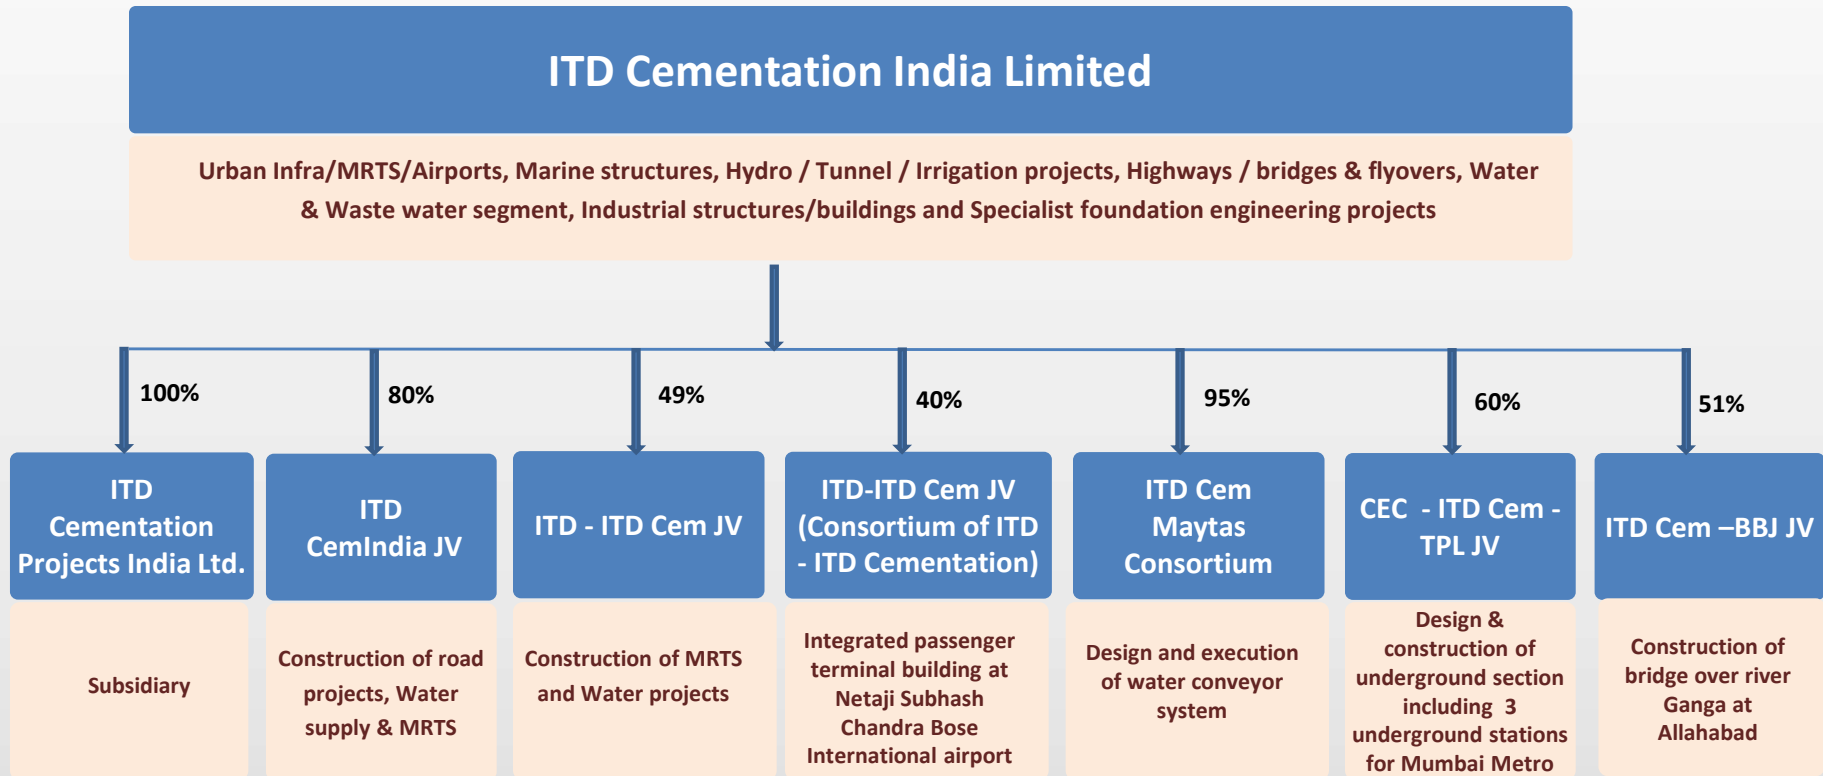 ITD Cementation India Limited
Urban Infra/MRTS/Airports, Marine structures, Hydro / Tunnel / Irrigation projects, Highways / bridges & flyovers, Water
& Waste water segment, Industrial structures/buildings and Specialist foundation engineering projects
100%
80%
49%
40%
95%
60%
51%
ITD
Cementation
Projects India Ltd.
Subsidiary
ITD
CemIndia JV
Construction of road
projects, Water
supply & MRTS
ITD - ITD Cem JV
Construction of MRTS
and Water projects
ITD-ITD Cem JV
(Consortium of ITD
- ITD Cementation)
Integrated passenger
terminal building at
Netaji Subhash
Chandra Bose
International airport
ITD Cem
Maytas
Consortium
Design and execution
of water conveyor
system
CEC - ITD Cem -
TPL JV
Design &
construction of
underground section
including 3
underground stations
for Mumbai Metro
ITD Cem –BBJ JV
Construction of
bridge over river
Ganga at
Allahabad